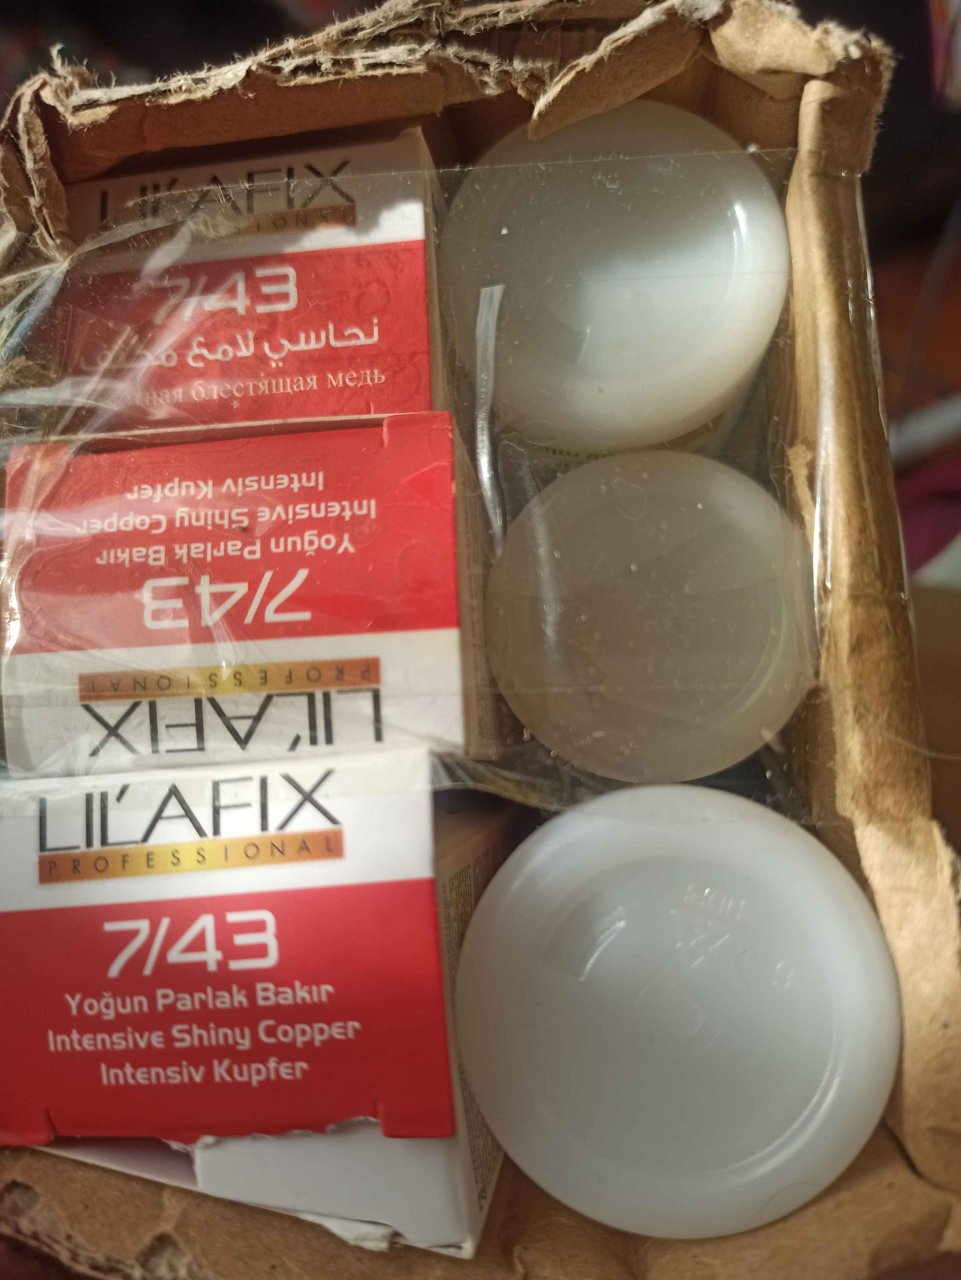 LIL'AFIX
7/43
نحاسي لامع
блестящая медь
Intensiv Kupfer
Intensive Shiny Copper
Yoğun Parlak Bakır
7/43
PROFESSIONAL
LIL'AFIX
LIL'AFIX
PROFESSIONAL
7/43
Yoğun Parlak Bakır
Intensive Shiny Copper
Intensiv Kupfer